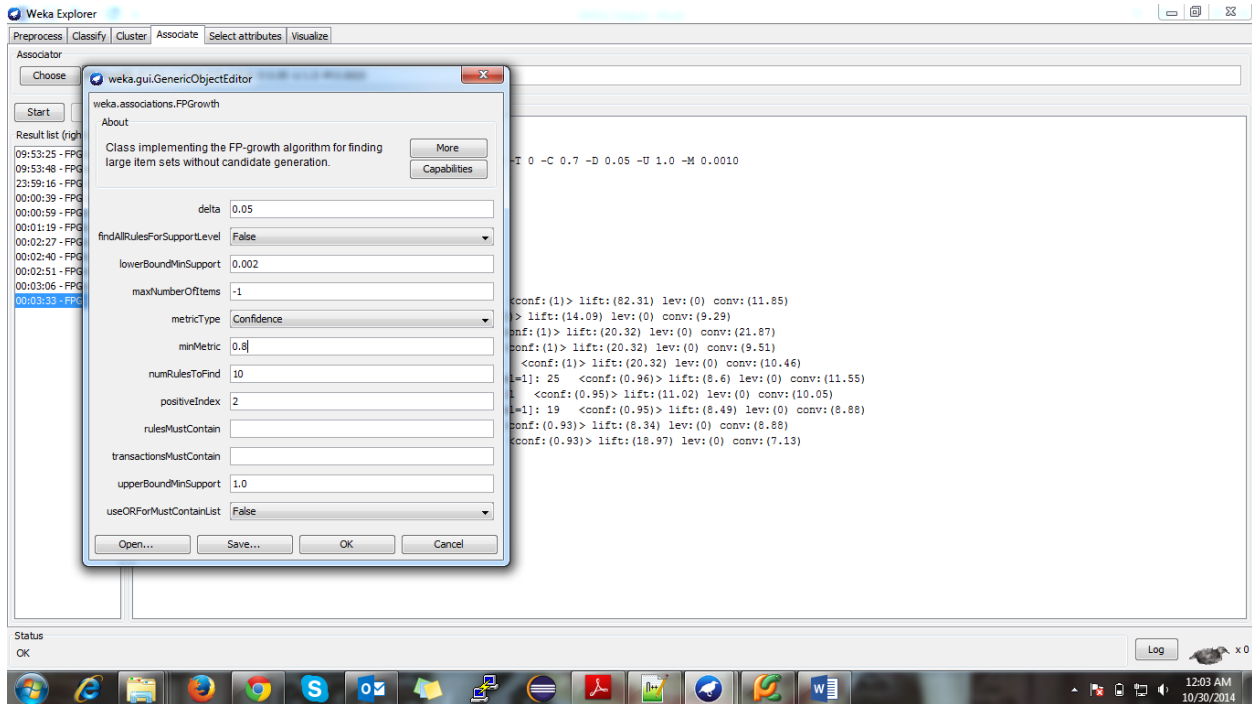 Weka Explorer
Preprocess Classify Cluster Associate Select attributes Visualize
Associator
Choose
Start
Result list (righ
09:53:25 - FPG
09:53:48 - FPG
23:59:16 - FPG
00:00:39 - FPG
00:00:59 - FPG
00:01:19 - FPG
00:02:27 - FPG
00:02:40 - FPG
00:02:51 - FPG
00:03:06 - FPG
00:03:33 - FPG
weka.gui.GenericObjectEditor
weka.associations.FPGrowth
About
Class implementing the FP-growth algorithm for finding
large item sets without candidate generation.
More
Capabilities
delta 0.05
findAllRulesForSupportLevel False
lowerBoundMinSupport 0.002
maxNumberOfItems -1
metricType Confidence
minMetric 0.8
numRulesToFind 10
positiveIndex 2
rulesMustContain
transactionsMustContain
upperBoundMinSupport 1.0
useORForMustContainList False
Open... Save... OK Cancel
-T 0 -C 0.7 -D 0.05 -U 1.0 -M 0.0010
<conf:(1)> lift:(82.31) lev:(0) conv:(11.85)
)> lift:(14.09) lev:(0) conv:(9.29)
onf:(1)> lift:(20.32) lev:(0) conv:(21.87)
conf:(1)> lift:(20.32) lev:(0) conv:(9.51)
<conf:(1)> lift:(20.32) lev:(0) conv:(10.46)
l=1]: 25 <conf:(0.96)> lift:(8.6) lev:(0) conv:(11.55)
1 <conf:(0.95)> lift:(11.02) lev:(0) conv:(10.05)
l=1]: 19 <conf:(0.95)> lift:(8.49) lev:(0) conv:(8.88)
conf:(0.93)> lift:(8.34) lev:(0) conv:(8.88)
<conf:(0.93)> lift:(18.97) lev:(0) conv:(7.13)
Status
OK
Log
x 0
12:03 AM
10/30/2014